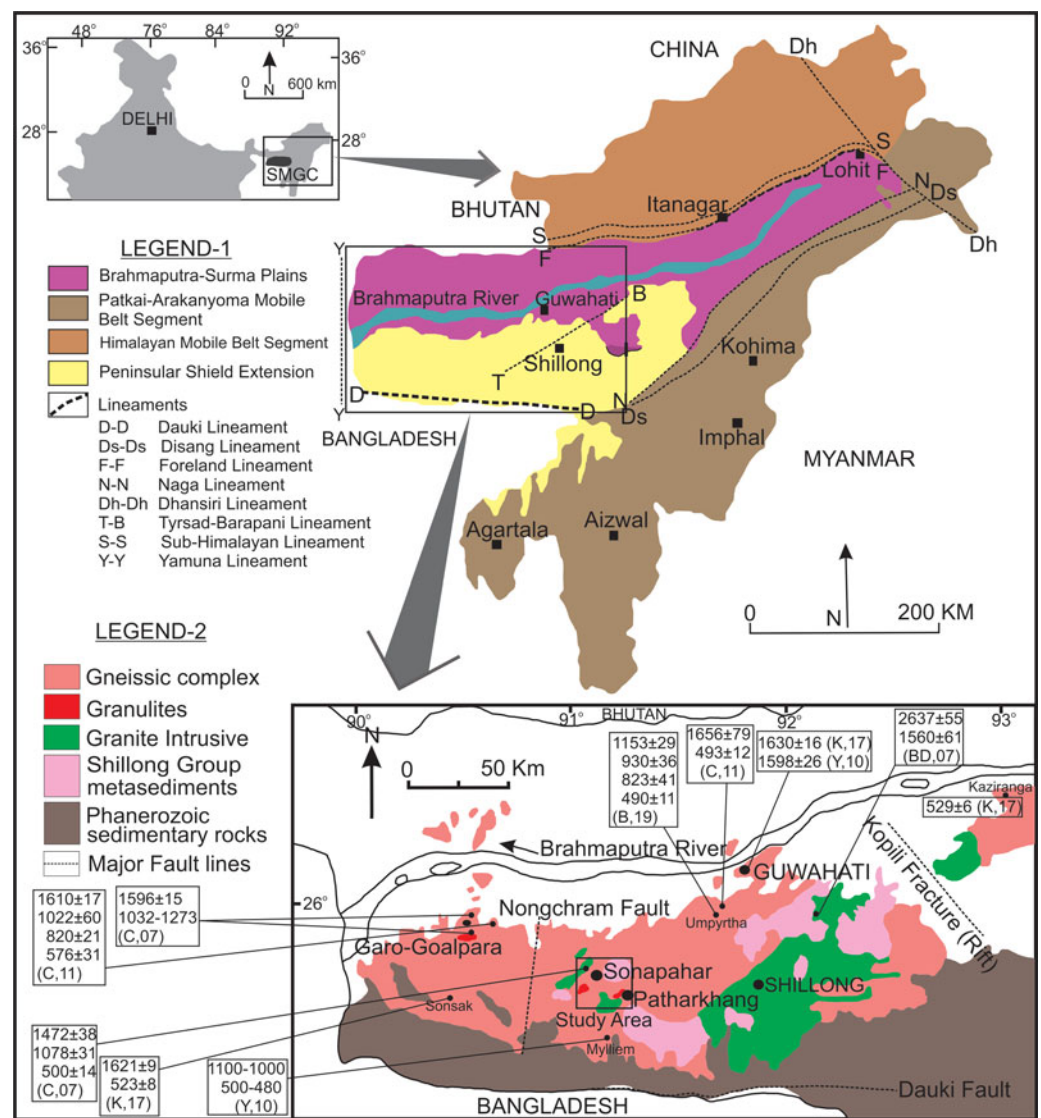 48°
76°
84°
92°
36°
36°
28°
28°
N
0 600 km
DELHI
SMGC
CHINA
Dh
S
F
Lohit
N
Ds
Dh
BHUTAN
Itanagar
S
F
Y
Brahmaputra River
Guwahati
B
Shillong
T
Kohima
D
D
N
Ds
Y
BANGLADESH
Imphal
MYANMAR
Agartala
Aizwal
0 N 200 KM
LEGEND-1
Brahmaputra-Surma Plains
Patkai-Arakanyoma Mobile
Belt Segment
Himalayan Mobile Belt Segment
Peninsular Shield Extension
Lineaments
D-D Dauki Lineament
Ds-Ds Disang Lineament
F-F Foreland Lineament
N-N Naga Lineament
Dh-Dh Dhansiri Lineament
T-B Tyrsad-Barapani Lineament
S-S Sub-Himalayan Lineament
Y-Y Yamuna Lineament
LEGEND-2
Gneissic complex
Granulites
Granite Intrusive
Shillong Group
metasediments
Phanerozoic
sedimentary rocks
Major Fault lines
90°
91°
BHUTAN
92°
93°
N
0 50 Km
1153±29
930±36
823±41
490±11
(B,19)
1656±79
493±12
(C,11)
1630±16 (K,17)
1598±26 (Y,10)
2637±55
1560±61
(BD,07)
Kaziranga
529±6 (K,17)
Brahmaputra River
Kopili Fracture (Rift)
GUWAHATI
26°
Nongchram Fault
Umpyrtha
1610±17
1022±60
820±21
576±31
(C,11)
1596±15
1032-1273
(C,07)
Garo-Goalpara
Sonapahar
SHILLONG
Patharkhang
Sonsak
Study Area
Mylliem
1472±38
1078±31
500±14
(C,07)
1621±9
523±8
(K,17)
1100-1000
500-480
(Y,10)
Dauki Fault
BANGLADESH